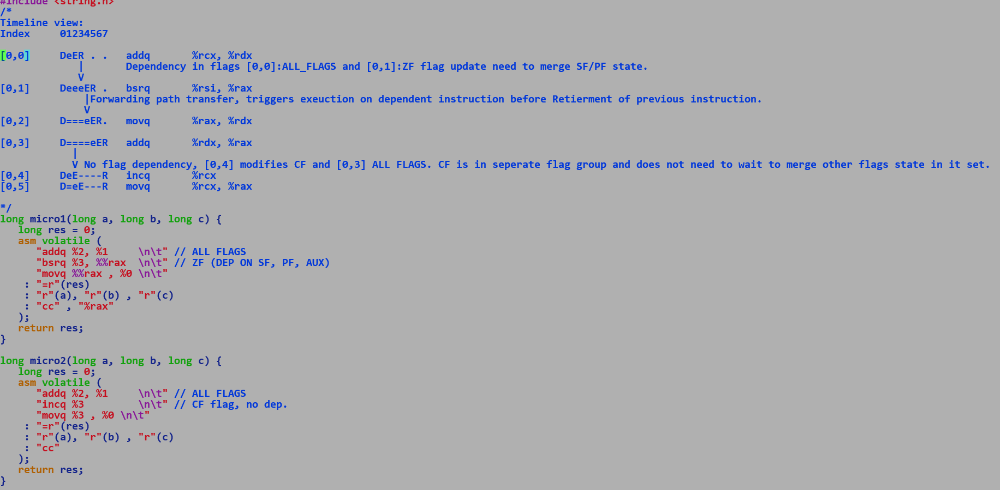 #include <string.h>
/*
Timeline view:
Index     01234567
[0,0]     DeER . .   addq       %rcx, %rdx
             |       Dependency in flags [0,0]:ALL_FLAGS and [0,1]:ZF flag update need to merge SF/PF state.
             V
[0,1]     DeeeER .   bsrq       %rsi, %rax
              |Forwarding path transfer, triggers exeuction on dependent instruction before Retierment of previous instruction.
              V
[0,2]     D===eER.   movq       %rax, %rdx
[0,3]     D====eER   addq       %rdx, %rax
            |
            V No flag dependency, [0,4] modifies CF and [0,3] ALL FLAGS. CF is in seperate flag group and does not need to wait to merge other flags state in it set.
[0,4]     DeE----R   incq       %rcx
[0,5]     D=eE---R   movq       %rcx, %rax
*/
long micro1(long a, long b, long c) {
   long res = 0;
   asm volatile (
      "addq %2, %1     \n\t" // ALL FLAGS
      "bsrq %3, %%rax  \n\t" // ZF (DEP ON SF, PF, AUX)
      "movq %%rax , %0 \n\t"
    : "=r"(res)
    : "r"(a), "r"(b) , "r"(c)
    : "cc" , "%rax"
   );
   return res;
}
long micro2(long a, long b, long c) {
   long res = 0;
   asm volatile (
      "addq %2, %1     \n\t" // ALL FLAGS
      "incq %3         \n\t" // CF flag, no dep.
      "movq %3 , %0 \n\t"
    : "=r"(res)
    : "r"(a), "r"(b) , "r"(c)
    : "cc"
   );
   return res;
}